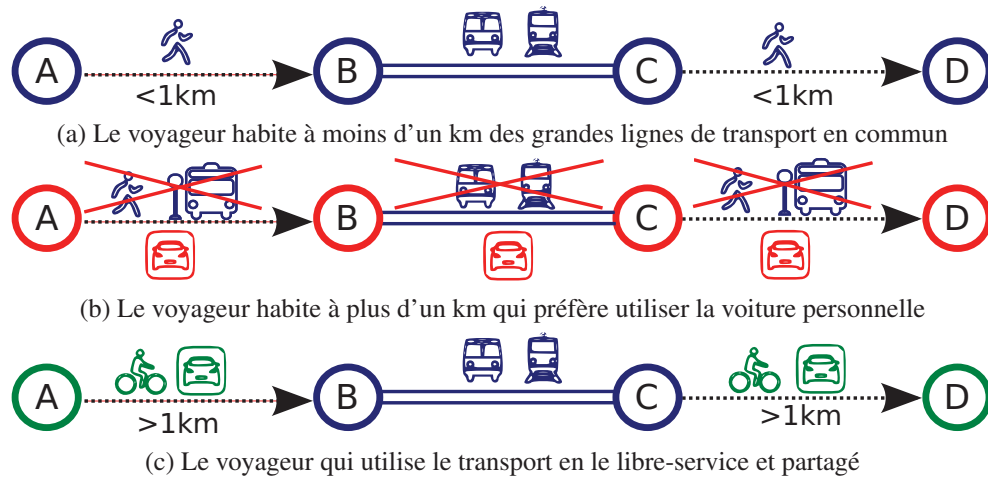 A B C D
<1km <1km
(a) Le voyageur habite à moins d'un km des grandes lignes de transport en commun
A B C D
(b) Le voyageur habite à plus d'un km qui préfère utiliser la voiture personnelle
A B C D
>1km >1km
(c) Le voyageur qui utilise le transport en le libre-service et partagé